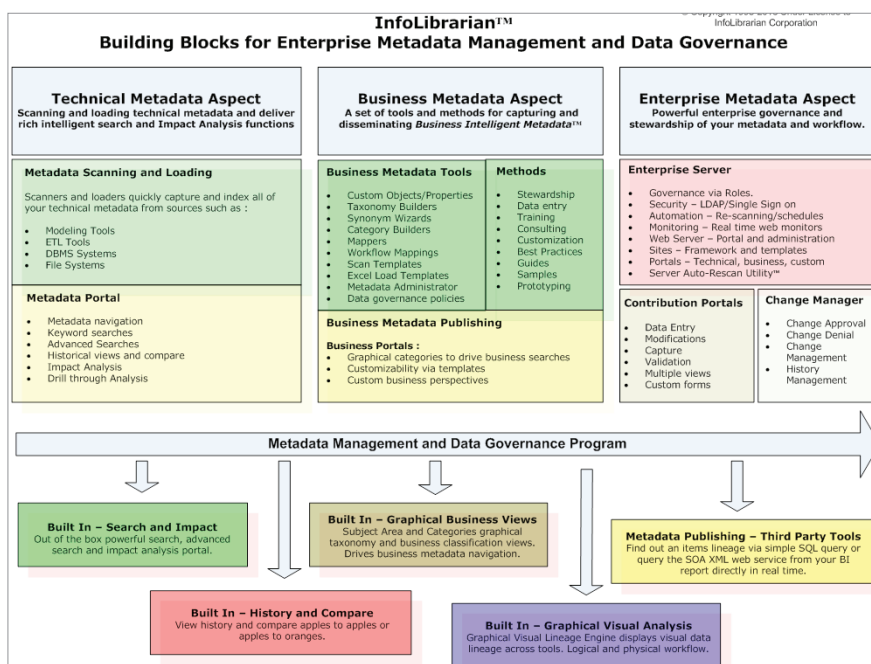 © Copyright 1998-2010 Under Licence to
InfoLibrarian Corporation
InfoLibrarian™
Building Blocks for Enterprise Metadata Management and Data Governance
Technical Metadata Aspect
Scanning and loading technical metadata and deliver
rich intelligent search and Impact Analysis functions
Business Metadata Aspect
A set of tools and methods for capturing and
disseminating Business Intelligent Metadata™
Enterprise Metadata Aspect
Powerful enterprise governance and
stewardship of your metadata and workflow.
Metadata Scanning and Loading
Scanners and loaders quickly capture and index all of
your technical metadata from sources such as :
• Modeling Tools
• ETL Tools
• DBMS Systems
• File Systems
Metadata Portal
• Metadata navigation
• Keyword searches
• Advanced Searches
• Historical views and compare
• Impact Analysis
• Drill through Analysis
Business Metadata Tools
• Custom Objects/Properties
• Taxonomy Builders
• Synonym Wizards
• Category Builders
• Mappers
• Workflow Mappings
• Scan Templates
• Excel Load Templates
• Metadata Administrator
• Data governance policies
Methods
• Stewardship
• Data entry
• Training
• Consulting
• Customization
• Best Practices
• Guides
• Samples
• Prototyping
Business Metadata Publishing
Business Portals :
• Graphical categories to drive business searches
• Customizability via templates
• Custom business perspectives
Enterprise Server
• Governance via Roles.
• Security – LDAP/Single Sign on
• Automation – Re-scanning/schedules
• Monitoring – Real time web monitors
• Web Server – Portal and administration
• Sites – Framework and templates
• Portals – Technical, business, custom
• Server Auto-Rescan Utility™
Contribution Portals
• Data Entry
• Modifications
• Capture
• Validation
• Multiple views
• Custom forms
Change Manager
• Change Approval
• Change Denial
• Change
Management
• History
Management
Metadata Management and Data Governance Program
Built In – Search and Impact
Out of the box powerful search, advanced
search and impact analysis portal.
Built In – Graphical Business Views
Subject Area and Categories graphical
taxonomy and business classification views.
Drives business metadata navigation.
Metadata Publishing – Third Party Tools
Find out an items lineage via simple SQL query or
query the SOA XML web service from your BI
report directly in real time.
Built In – History and Compare
View history and compare apples to apples or
apples to oranges.
Built In – Graphical Visual Analysis
Graphical Visual Lineage Engine displays visual data
lineage across tools. Logical and physical workflow.